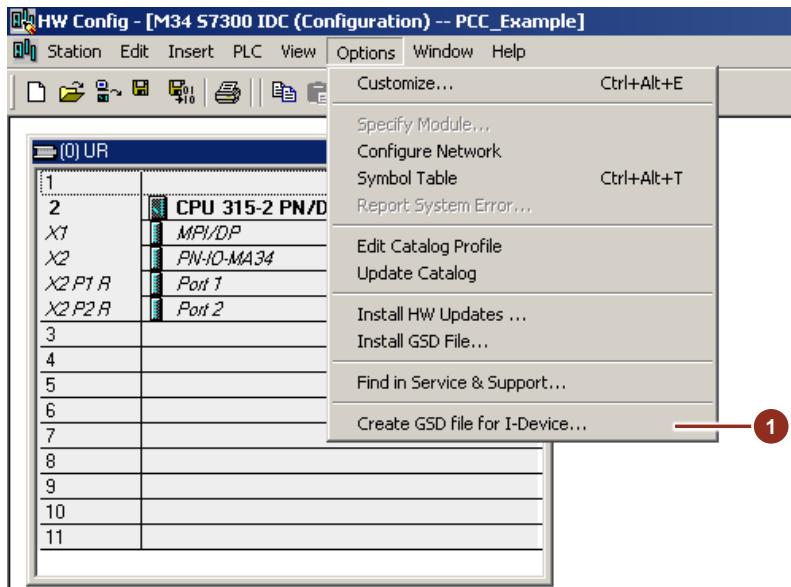 HW Config - [M34 S7300 IDC (Configuration) -- PCC_Example]
Station Edit Insert PLC View Options Window Help
Customize... Ctrl+Alt+E
Specify Module...
Configure Network
Symbol Table Ctrl+Alt+T
Report System Error...
Edit Catalog Profile
Update Catalog
Install HW Updates ...
Install GSD File...
Find in Service & Support...
Create GSD file for I-Device...
1
(0) UR
1
2 CPU 315-2 PN/D
X1 MPI/DP
X2 PN-IO-MA34
X2 P1 R Port 1
X2 P2 R Port 2
3
4
5
6
7
8
9
10
11